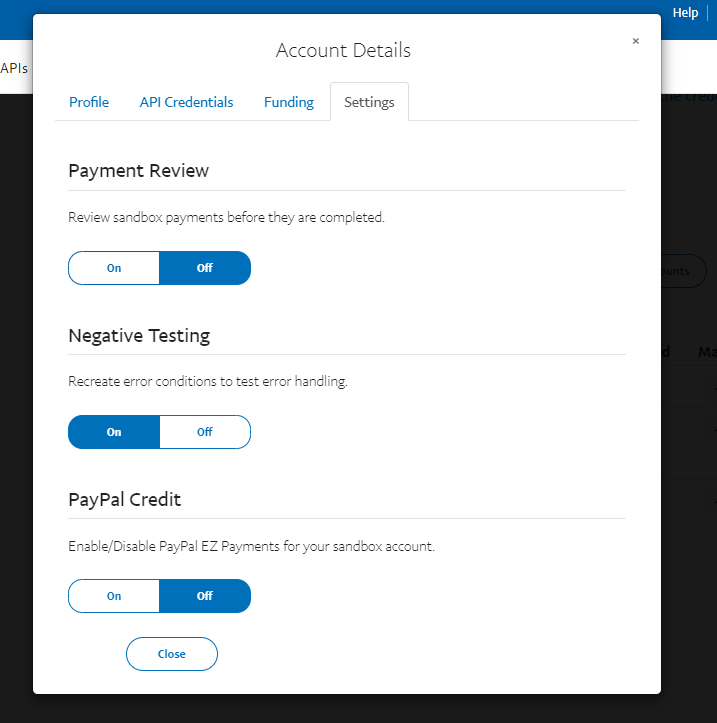 Help
APIs
Account Details
×
Profile API Credentials Funding Settings
Payment Review
Review sandbox payments before they are completed.
On Off
Negative Testing
Recreate error conditions to test error handling.
On Off
PayPal Credit
Enable/Disable PayPal EZ Payments for your sandbox account.
On Off
Close